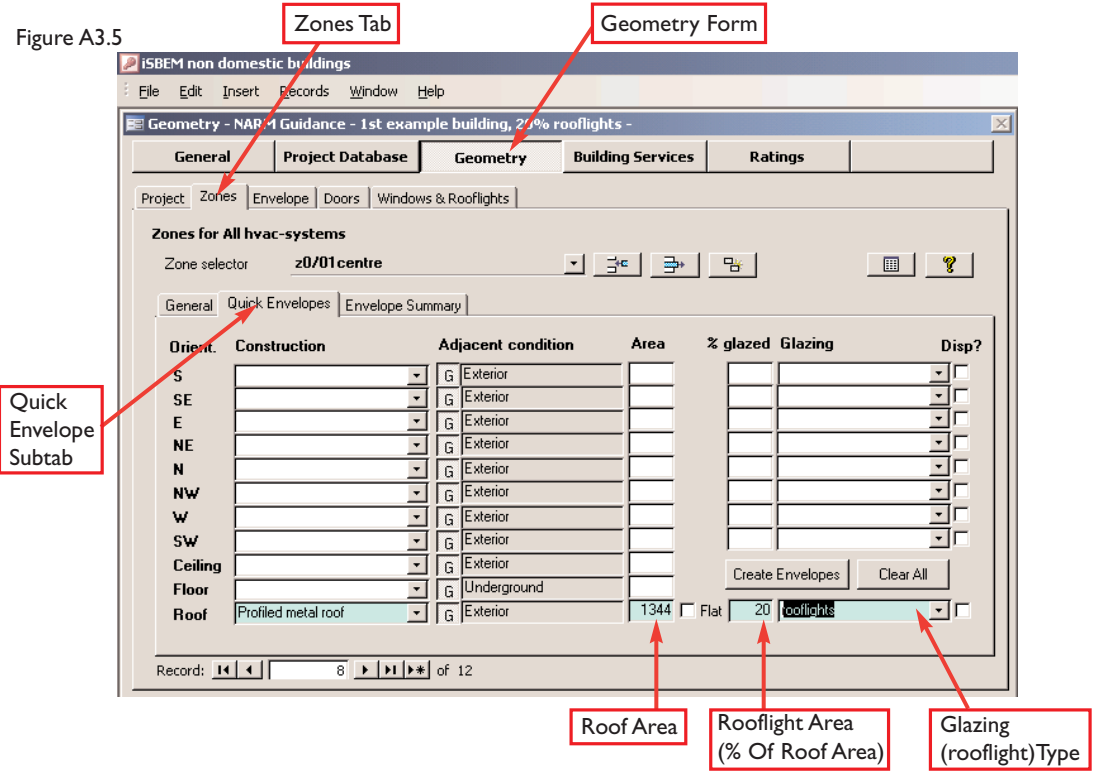 Figure A3.5
Zones Tab
Geometry Form
iSBEM non domestic buildings
File Edit Insert Records Window Help
Geometry - NARM Guidance - 1st example building, 20% rooflights -
General Project Database Geometry Building Services Ratings
Project Zones Envelope Doors Windows & Rooflights
Zones for All hvac-systems
Zone selector z0/01centre
General Quick Envelopes Envelope Summary
Orient. Construction Adjacent condition Area % glazed Glazing Disp?
S G Exterior
SE G Exterior
E G Exterior
NE G Exterior
N G Exterior
NW G Exterior
W G Exterior
SW G Exterior
Ceiling G Exterior
Create Envelopes Clear All
Floor G Underground
Roof Profiled metal roof G Exterior 1344 Flat 20 rooflights
Record: 8 of 12
Quick
Envelope
Subtab
Roof Area
Rooflight Area
(% Of Roof Area)
Glazing
(rooflight)Type